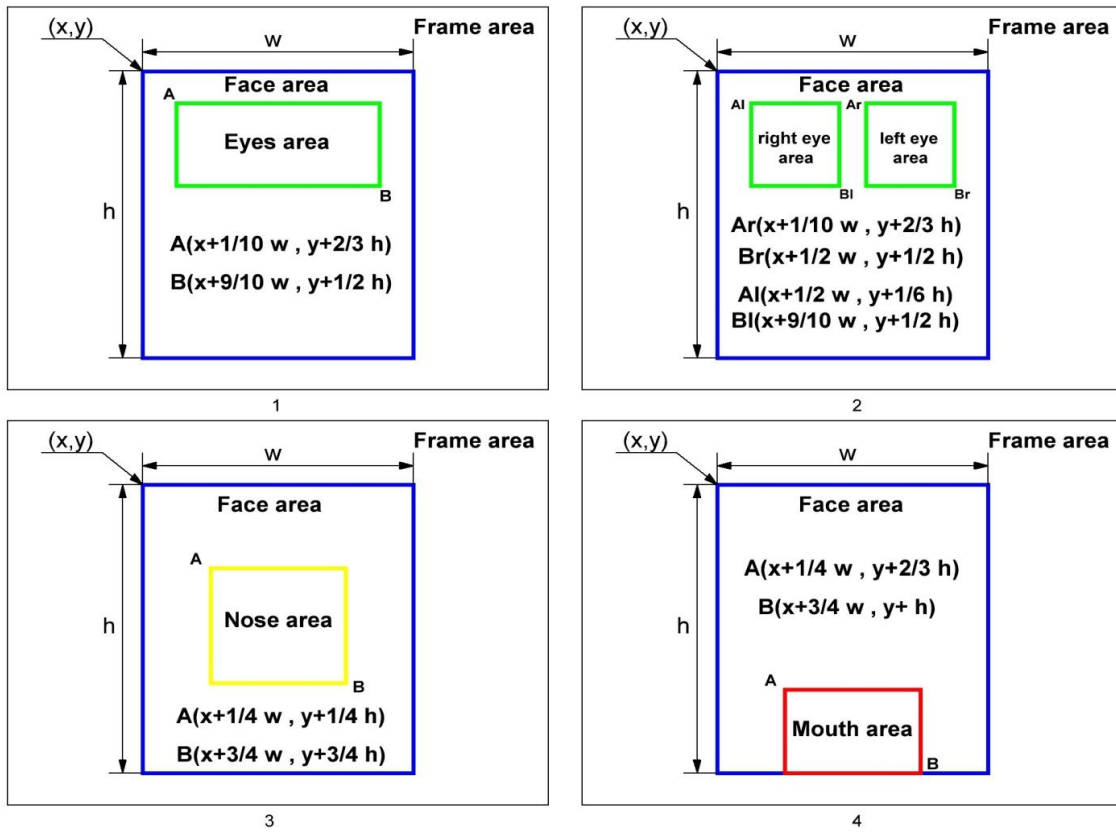 (x,y)
w
Frame area
Face area
A
Eyes area
B
h
A(x+1/10 w , y+2/3 h)
B(x+9/10 w , y+1/2 h)
1
(x,y)
w
Frame area
Face area
Al
Ar
right eye
area
left eye
area
Bl
Br
h
Ar(x+1/10 w , y+2/3 h)
Br(x+1/2 w , y+1/2 h)
Al(x+1/2 w , y+1/6 h)
Bl(x+9/10 w , y+1/2 h)
2
(x,y)
w
Frame area
Face area
A
Nose area
h
B
A(x+1/4 w , y+1/4 h)
B(x+3/4 w , y+3/4 h)
3
(x,y)
w
Frame area
Face area
A(x+1/4 w , y+2/3 h)
B(x+3/4 w , y+ h)
h
A
Mouth area
B
4